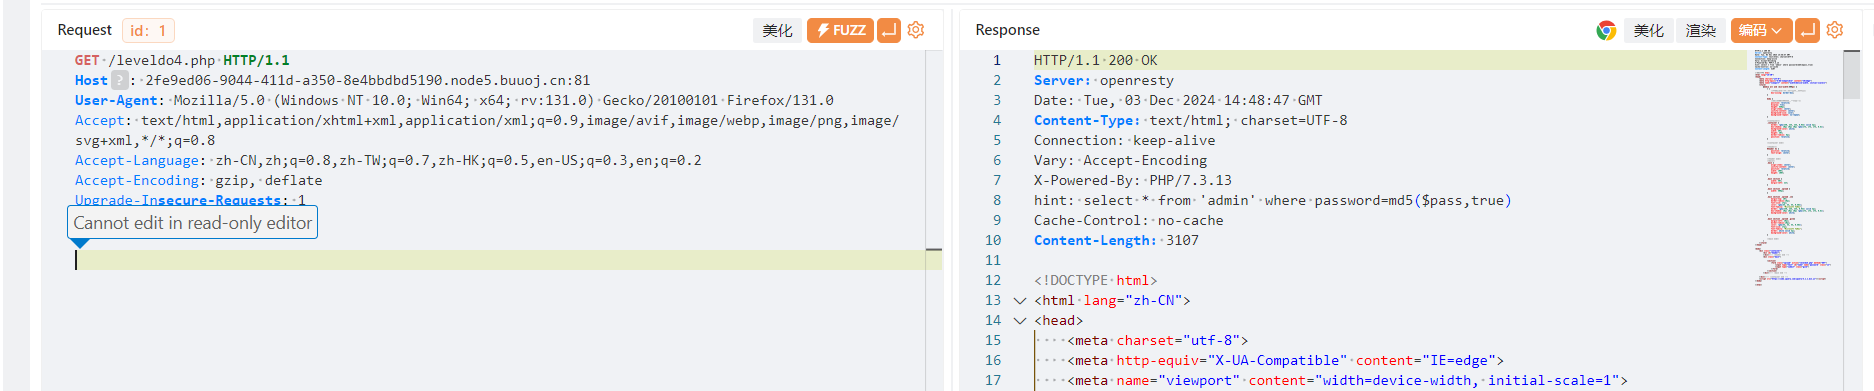 Request id: 1 美化 FUZZ
GET /leveldo4.php HTTP/1.1
Host ? : 2fe9ed06-9044-411d-a350-8e4bbdbd5190.node5.buuoj.cn:81
User-Agent: Mozilla/5.0 (Windows NT 10.0; Win64; x64; rv:131.0) Gecko/20100101 Firefox/131.0
Accept: text/html,application/xhtml+xml,application/xml;q=0.9,image/avif,image/webp,image/png,image/
svg+xml,*/*;q=0.8
Accept-Language: zh-CN,zh;q=0.8,zh-TW;q=0.7,zh-HK;q=0.5,en-US;q=0.3,en;q=0.2
Accept-Encoding: gzip, deflate
Upgrade-Insecure-Requests: 1
Cannot edit in read-only editor
Response 美化 渲染 编码
1 HTTP/1.1 200 OK
2 Server: openresty
3 Date: Tue, 03 Dec 2024 14:48:47 GMT
4 Content-Type: text/html; charset=UTF-8
5 Connection: keep-alive
6 Vary: Accept-Encoding
7 X-Powered-By: PHP/7.3.13
8 hint: select * from 'admin' where password=md5($pass,true)
9 Cache-Control: no-cache
10 Content-Length: 3107
11
12 <!DOCTYPE html>
13 <html lang="zh-CN">
14 <head>
15 <meta charset="utf-8">
16 <meta http-equiv="X-UA-Compatible" content="IE=edge">
17 <meta name="viewport" content="width=device-width, initial-scale=1">